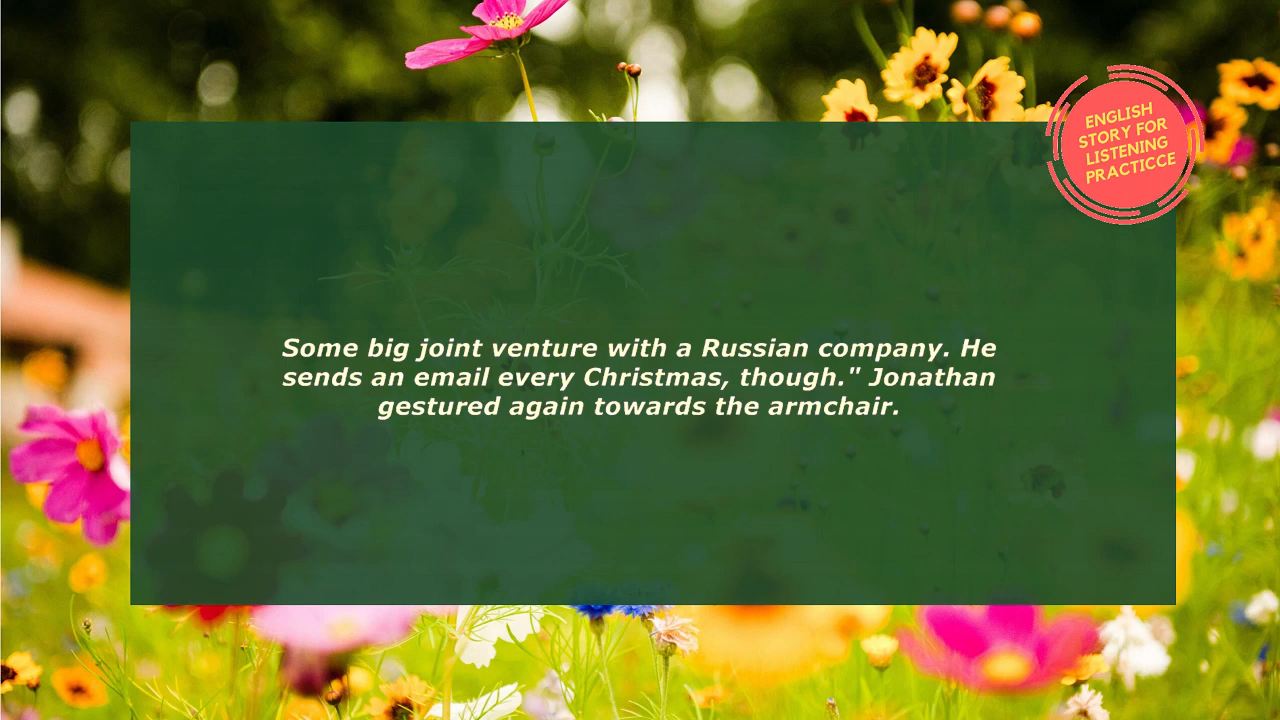 ENGLISH
STORY FOR
LISTENING
PRACTICCE
Some big joint venture with a Russian company. He
sends an email every Christmas, though." Jonathan
gestured again towards the armchair.